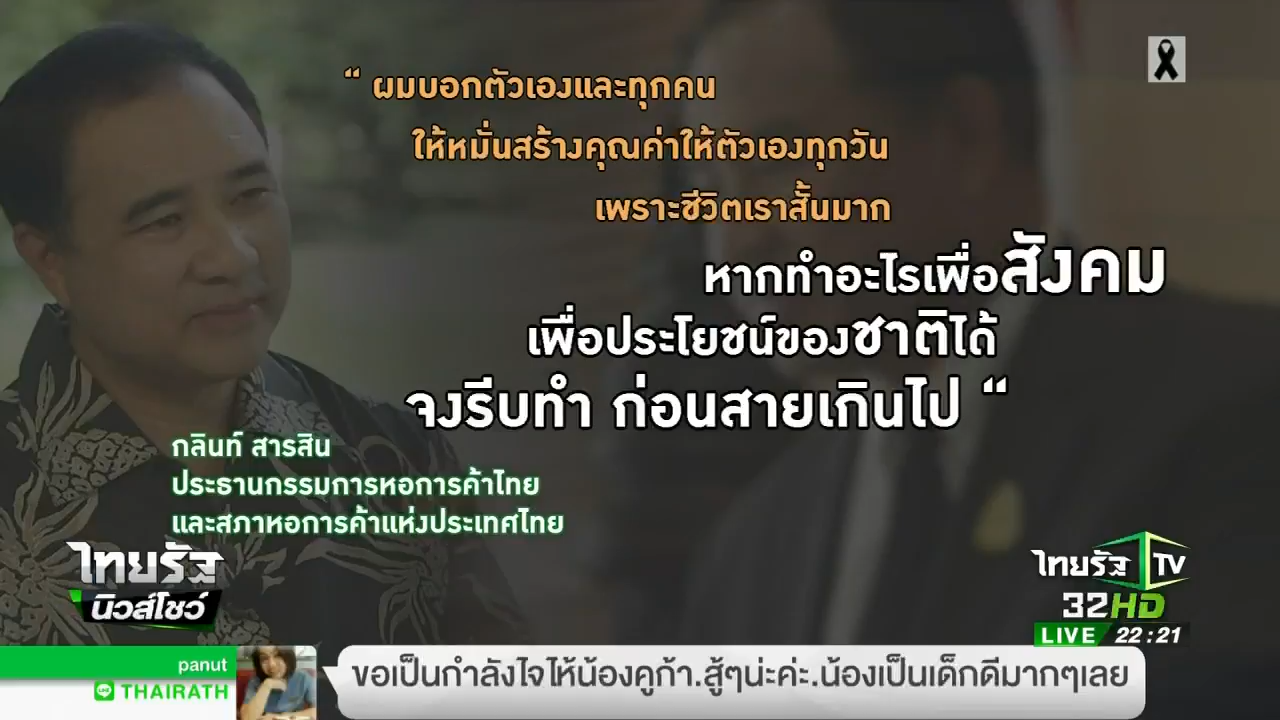 “ ผมบอกตัวเองและทุกคน
ให้หมั่นสร้างคุณค่าให้ตัวเองทุกวัน
เพราะชีวิตเราสั้นมาก
หากทำอะไรเพื่อสังคม
เพื่อประโยชน์ของชาติได้
จงรีบทำ ก่อนสายเกินไป “
กลินท์ สารสิน
ประธานกรรมการหอการค้าไทย
และสภาหอการค้าแห่งประเทศไทย
ไทยรัฐ
นิวส์โชว์
ไทยรัฐ TV
32HD
LIVE 22:21
panut
LINE THAIRATH
ขอเป็นกำลังใจไห้น้องคูก้า.สู้ๆน่ะค่ะ.น้องเป็นเด็กดีมากๆเลย